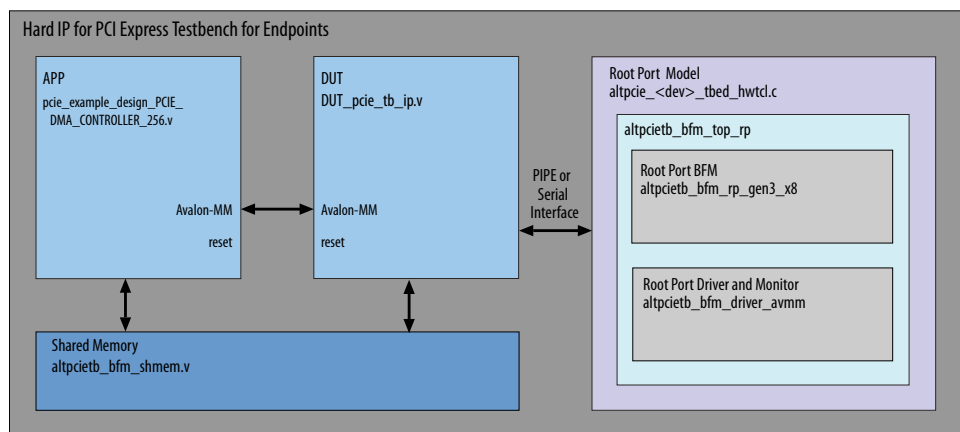 Hard IP for PCI Express Testbench for Endpoints
APP
pcie_example_design_PCIE_
DMA_CONTROLLER_256.v
Avalon-MM
reset
DUT
DUT_pcie_tb_ip.v
Avalon-MM
reset
PIPE or
Serial
Interface
Root Port Model
altpcie_<dev>_tbed_hwtcl.c
altpcietb_bfm_top_rp
Root Port BFM
altpcietb_bfm_rp_gen3_x8
Root Port Driver and Monitor
altpcietb_bfm_driver_avmm
Shared Memory
altpcietb_bfm_shmem.v